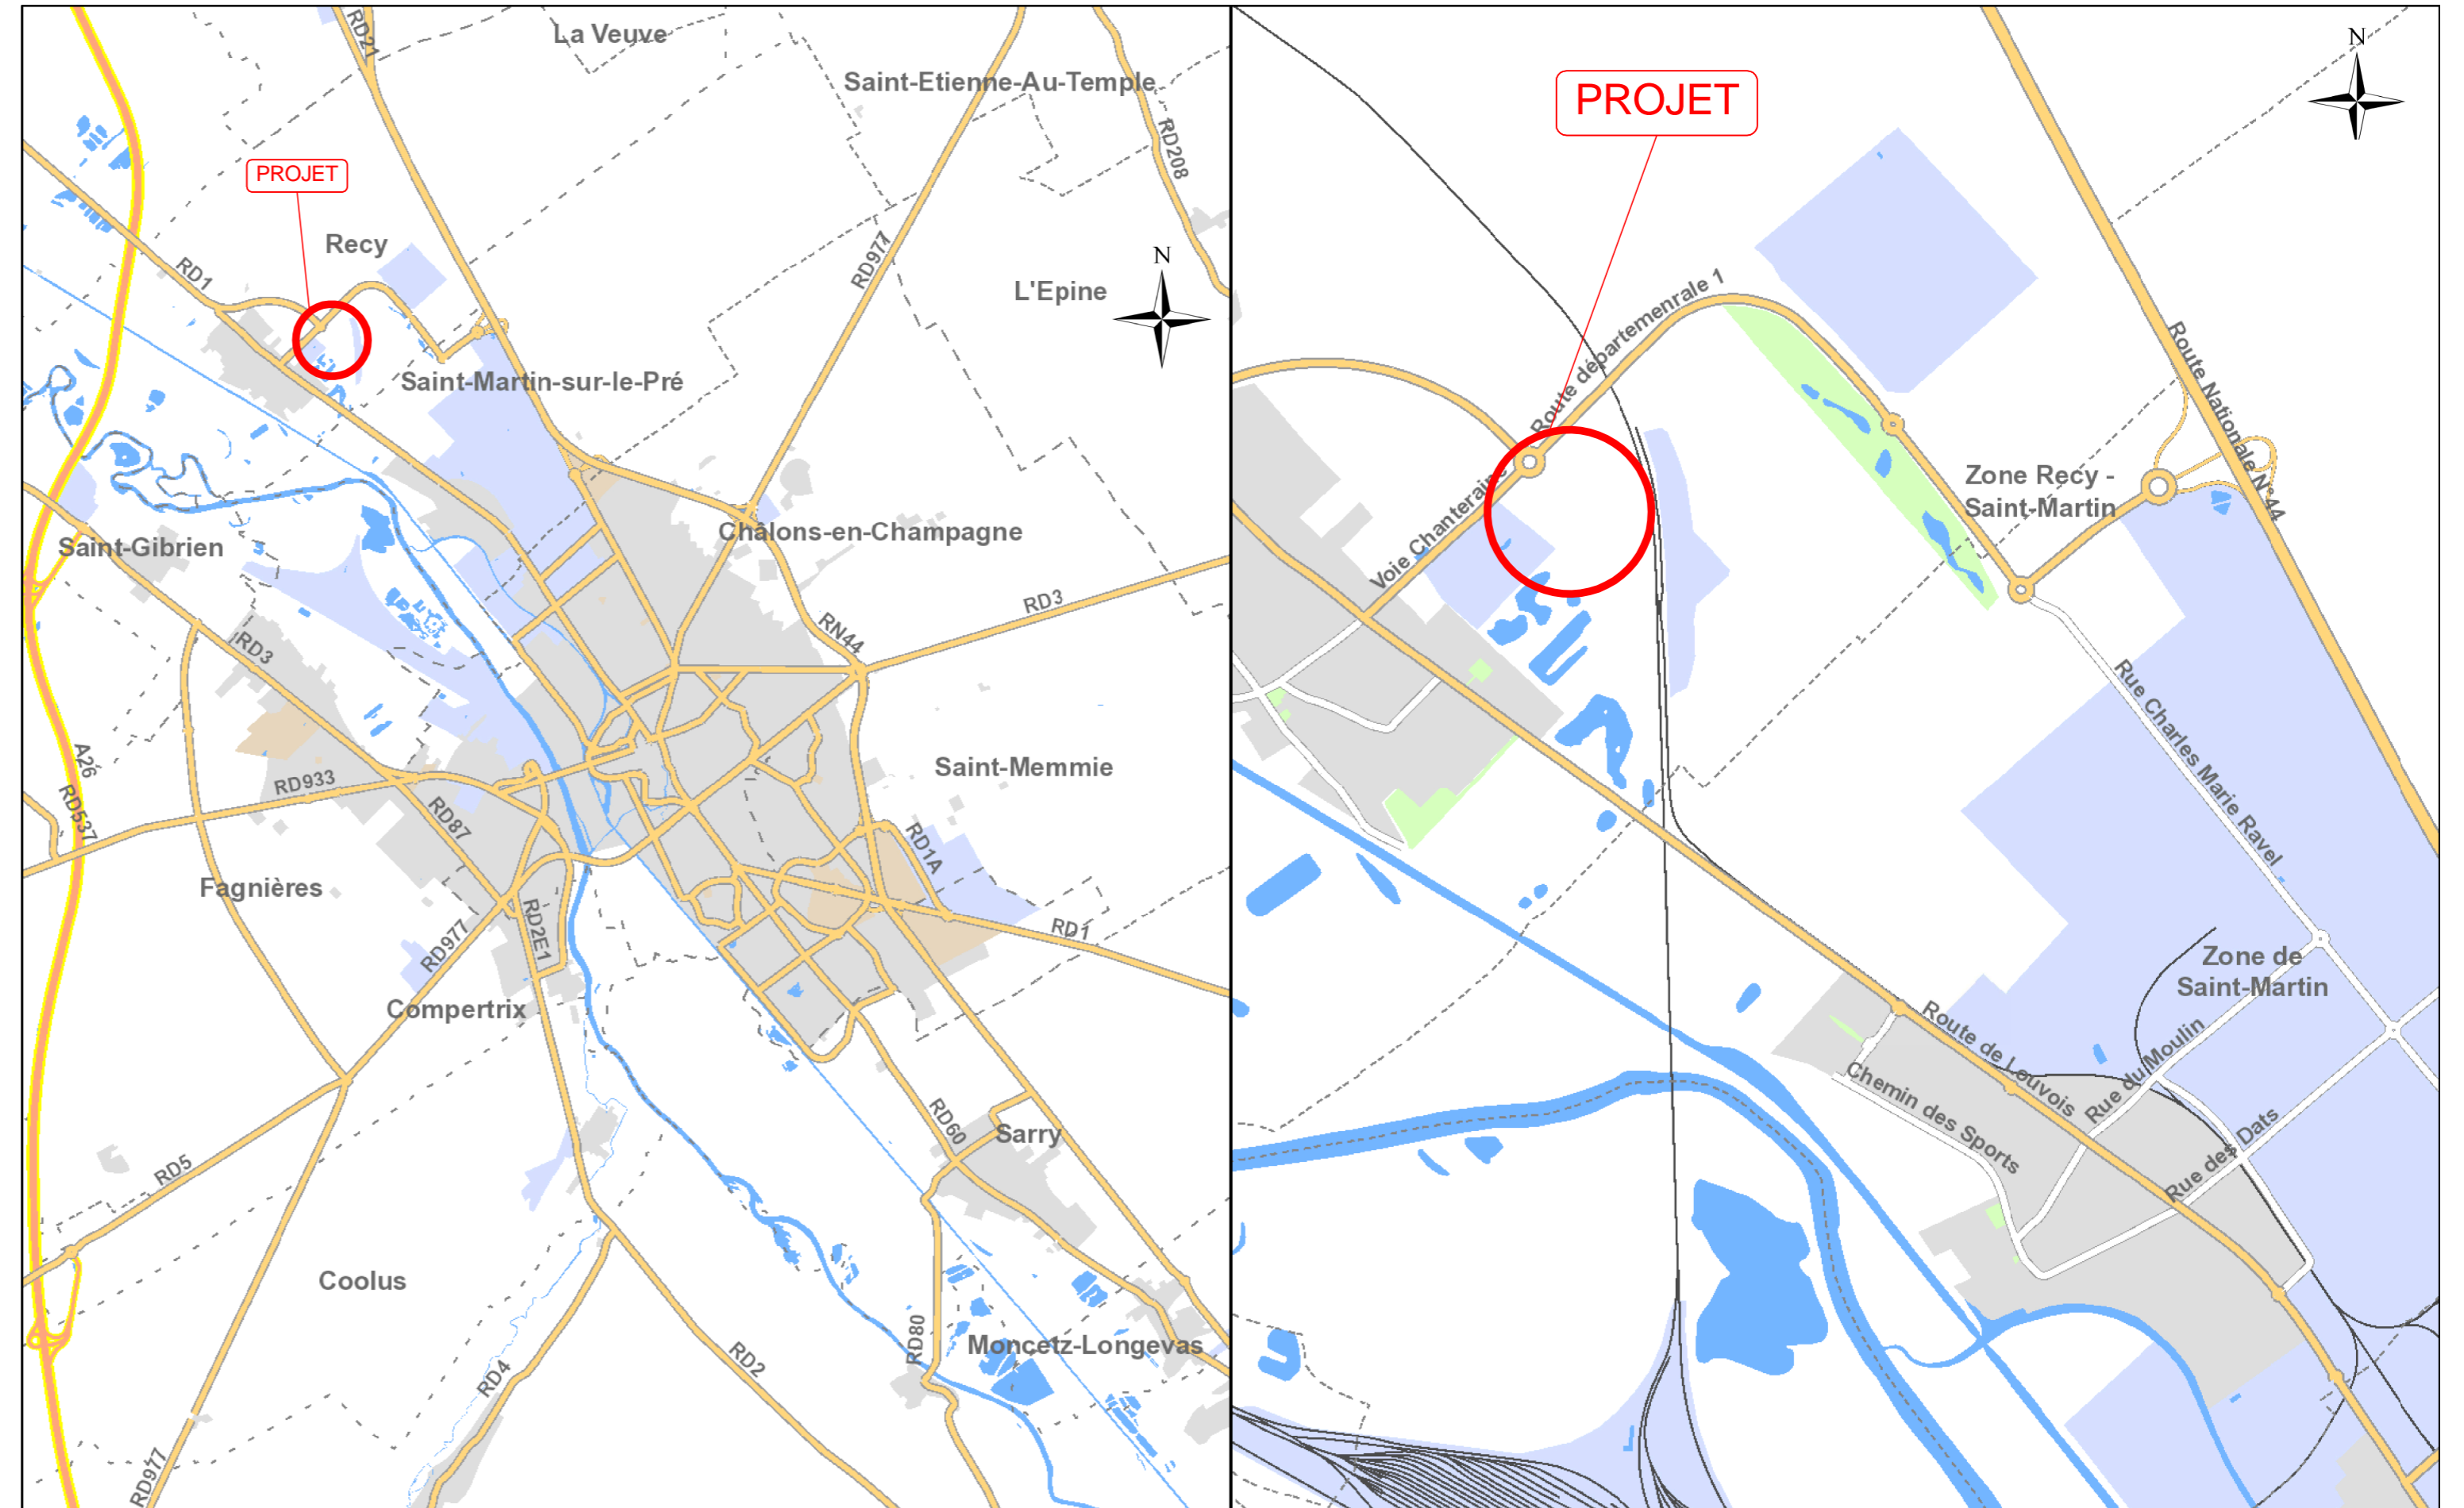 RD21
La Veuve
Saint-Etienne-Au-Temple
RD208
PROJET
Recy
RD977
N
RD1
L'Epine
Saint-Martin-sur-le-Pré
Châlons-en-Champagne
Saint-Gibrien
RD3
RD3
RN44
A26
RD537
RD933
RD87
Saint-Memmie
RD1A
Fagnières
RD2E1
RD977
RD1
Compertrix
RD60
Sarry
RD5
Coolus
RD80
Moncetz-Longevas
RD4
RD2
RD977
N
PROJET
Route départemenrale 1
Route Nationale N°44
Voie Chanteraine
Zone Recy -
Saint-Martin
Rue Charles Marie Ravel
Zone de
Saint-Martin
Route de Louvois
Rue du Moulin
Chemin des Sports
Rue des Dats